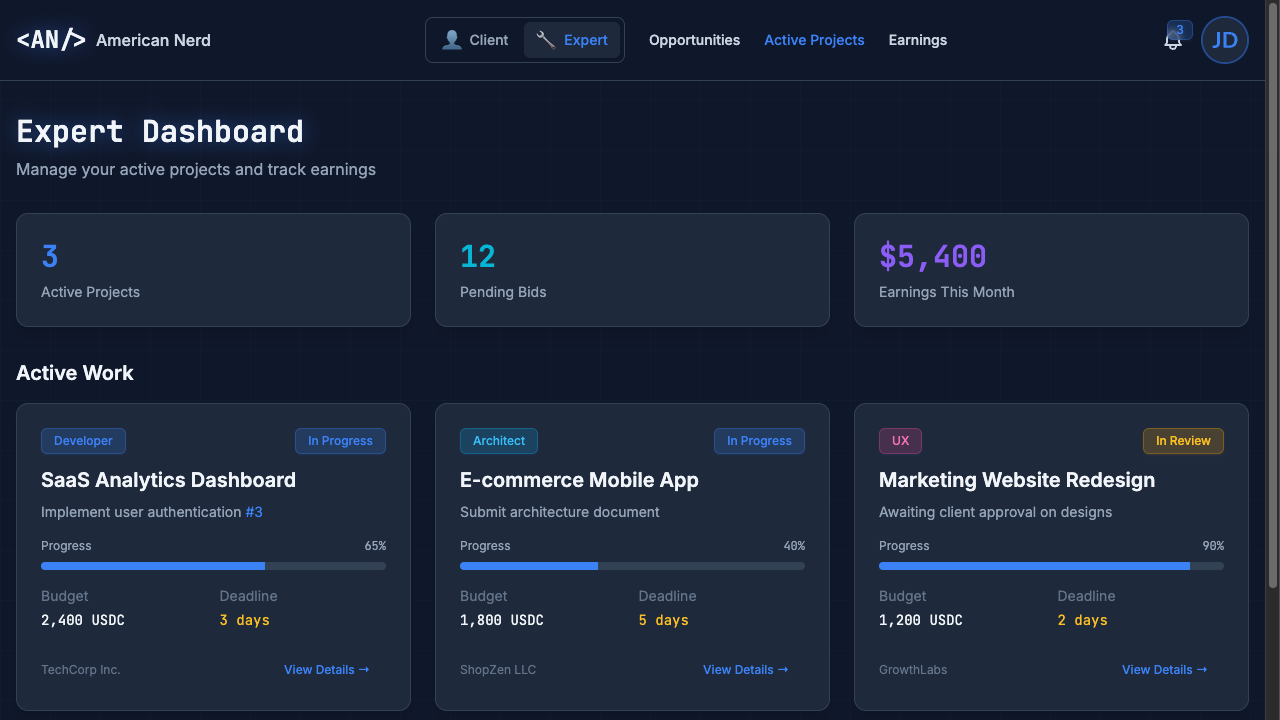 <AN/> American Nerd
Client
Expert
Opportunities
Active Projects
Earnings
3
JD
Expert Dashboard
Manage your active projects and track earnings
3
Active Projects
12
Pending Bids
$5,400
Earnings This Month
Active Work
Developer
In Progress
SaaS Analytics Dashboard
Implement user authentication #3
Progress 65%
Budget Deadline
2,400 USDC 3 days
TechCorp Inc. View Details →
Architect
In Progress
E-commerce Mobile App
Submit architecture document
Progress 40%
Budget Deadline
1,800 USDC 5 days
ShopZen LLC View Details →
UX
In Review
Marketing Website Redesign
Awaiting client approval on designs
Progress 90%
Budget Deadline
1,200 USDC 2 days
GrowthLabs View Details →